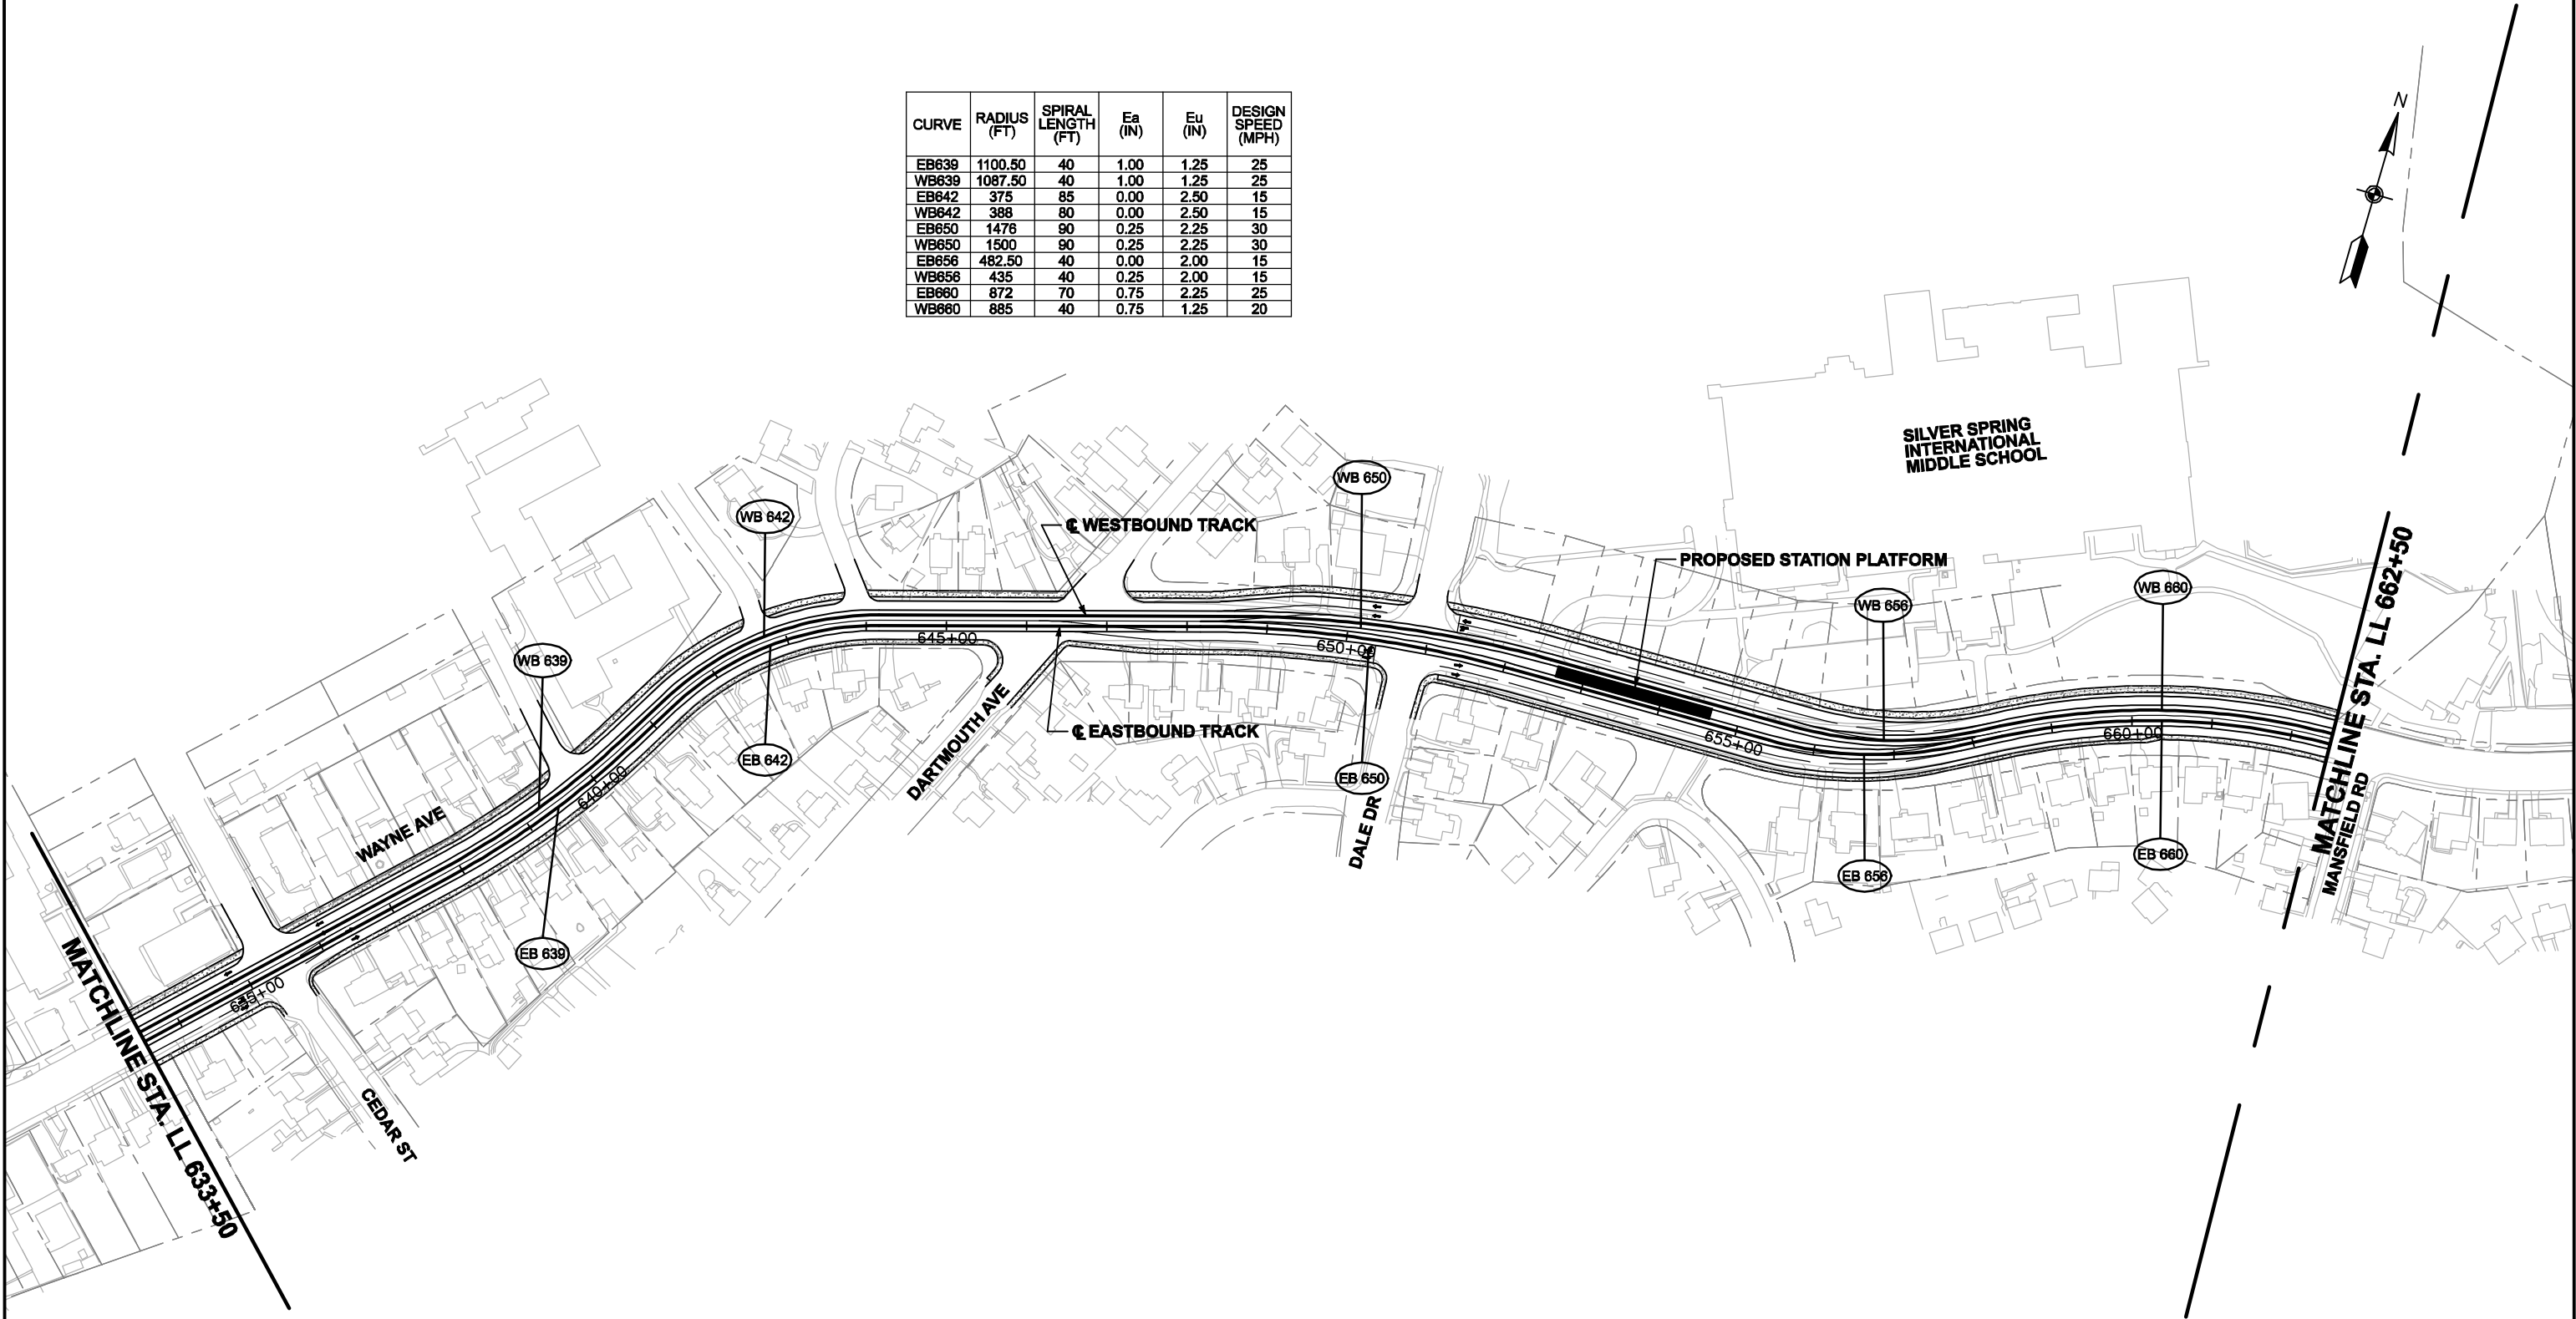 CURVE RADIUS (FT) SPIRAL LENGTH (FT) Ea (IN) Eu (IN) DESIGN SPEED (MPH)
EB639 1100.50 40 1.00 1.25 25
WB639 1087.50 40 1.00 1.25 25
EB642 375 85 0.00 2.50 15
WB642 388 80 0.00 2.50 15
EB650 1476 90 0.25 2.25 30
WB650 1500 90 0.25 2.25 30
EB656 482.50 40 0.00 2.00 15
WB656 435 40 0.25 2.00 15
EB660 872 70 0.75 2.25 25
WB660 885 40 0.75 1.25 20
N
SILVER SPRING
INTERNATIONAL
MIDDLE SCHOOL
WB 650
WB 642
℄ WESTBOUND TRACK
PROPOSED STATION PLATFORM
WB 660
WB 656
645+00
650+00
WB 639
DARTMOUTH AVE
℄ EASTBOUND TRACK
655+00
660+00
EB 642
640+00
EB 650
DALE DR
WAYNE AVE
EB 660
EB 656
MATCHLINE STA. LL 662+50
MANSFIELD RD
EB 639
635+00
MATCHLINE STA. LL 633+50
CEDAR ST